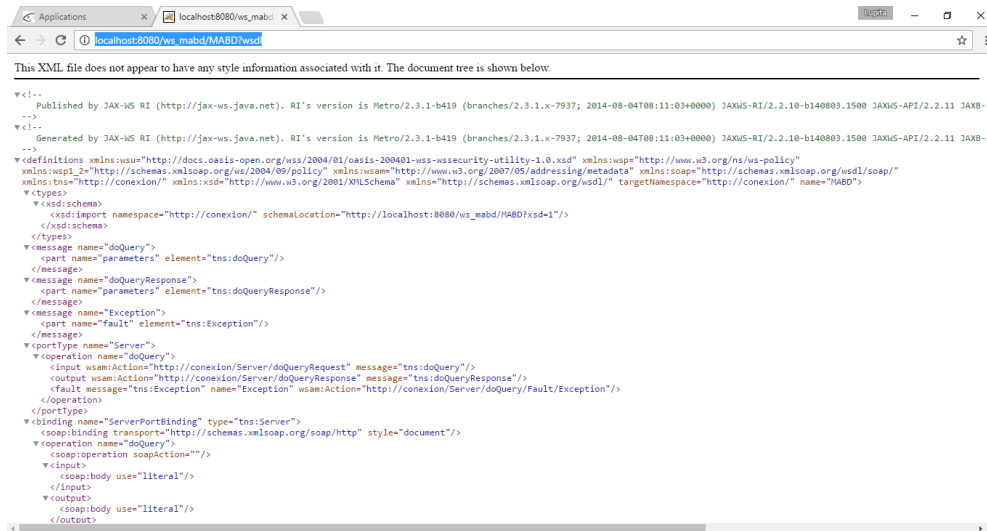 Applications
localhost:8080/ws_mabd
Lupita
localhost:8080/ws_mabd/MABD?wsdl
This XML file does not appear to have any style information associated with it. The document tree is shown below.
▼<!--
Published by JAX-WS RI (http://jax-ws.java.net). RI's version is Metro/2.3.1-b419 (branches/2.3.1.x-7937; 2014-08-04T08:11:03+0000) JAXWS-RI/2.2.10-b140803.1500 JAXWS-API/2.2.11 JAXB-
-->
▼<!--
Generated by JAX-WS RI (http://jax-ws.java.net). RI's version is Metro/2.3.1-b419 (branches/2.3.1.x-7937; 2014-08-04T08:11:03+0000) JAXWS-RI/2.2.10-b140803.1500 JAXWS-API/2.2.11 JAXB-
-->
▼<definitions xmlns:wsu="http://docs.oasis-open.org/wss/2004/01/oasis-200401-wss-wssecurity-utility-1.0.xsd" xmlns:wsp="http://www.w3.org/ns/ws-policy"
xmlns:wsp1_2="http://schemas.xmlsoap.org/ws/2004/09/policy" xmlns:wsam="http://www.w3.org/2007/05/addressing/metadata" xmlns:soap="http://schemas.xmlsoap.org/wsdl/soap/"
xmlns:tns="http://conexion/" xmlns:xsd="http://www.w3.org/2001/XMLSchema" xmlns="http://schemas.xmlsoap.org/wsdl/" targetNamespace="http://conexion/" name="MABD">
▼<types>
▼<xsd:schema>
<xsd:import namespace="http://conexion/" schemaLocation="http://localhost:8080/ws_mabd/MABD?xsd=1"/>
</xsd:schema>
</types>
▼<message name="doQuery">
<part name="parameters" element="tns:doQuery"/>
</message>
▼<message name="doQueryResponse">
<part name="parameters" element="tns:doQueryResponse"/>
</message>
▼<message name="Exception">
<part name="fault" element="tns:Exception"/>
</message>
▼<portType name="Server">
▼<operation name="doQuery">
<input wsam:Action="http://conexion/Server/doQueryRequest" message="tns:doQuery"/>
<output wsam:Action="http://conexion/Server/doQueryResponse" message="tns:doQueryResponse"/>
<fault message="tns:Exception" name="Exception" wsam:Action="http://conexion/Server/doQuery/Fault/Exception"/>
</operation>
</portType>
▼<binding name="ServerPortBinding" type="tns:Server">
<soap:binding transport="http://schemas.xmlsoap.org/soap/http" style="document"/>
▼<operation name="doQuery">
<soap:operation soapAction=""/>
▼<input>
<soap:body use="literal"/>
</input>
▼<output>
<soap:body use="literal"/>
</output>